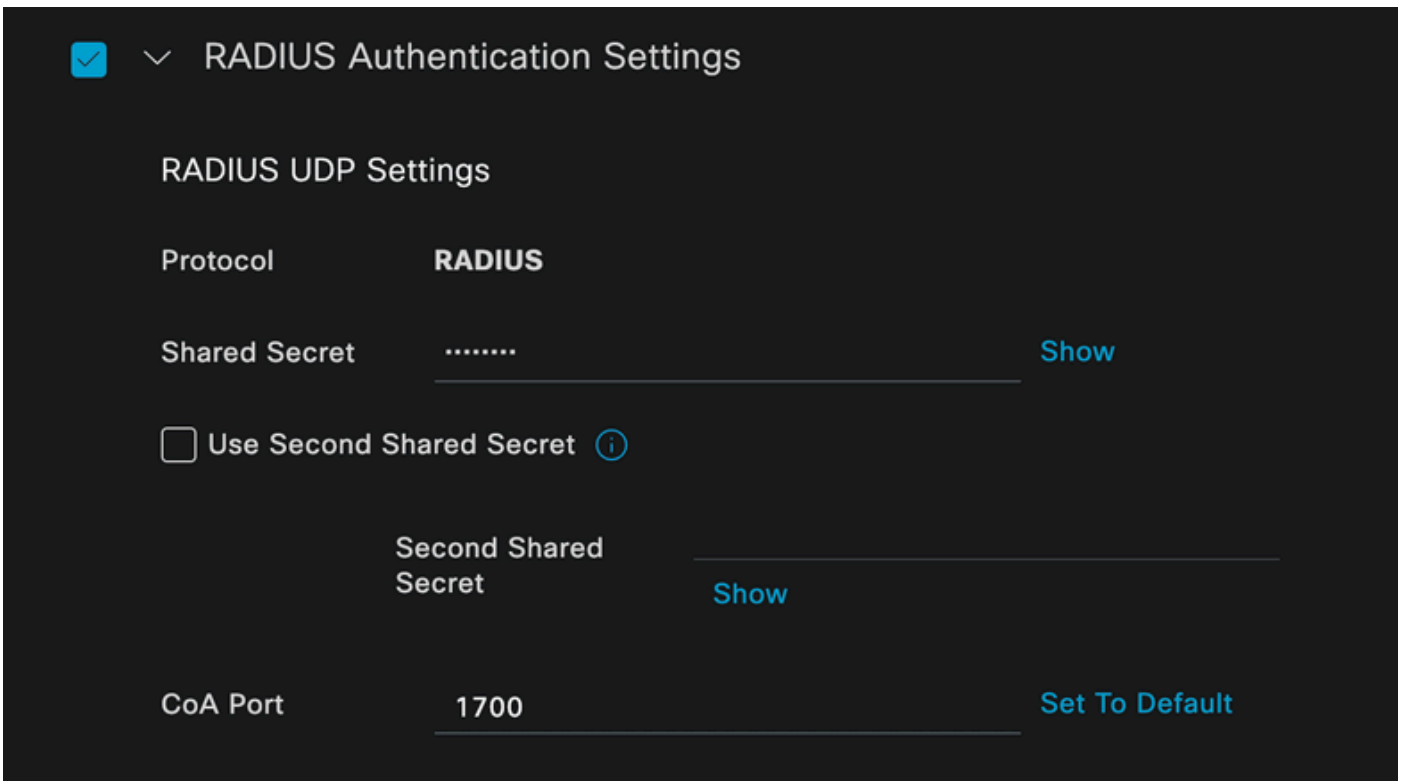 RADIUS Authentication Settings
RADIUS UDP Settings
Protocol RADIUS
Shared Secret ········ Show
Use Second Shared Secret
Second Shared
Secret
Show
CoA Port 1700 Set To Default